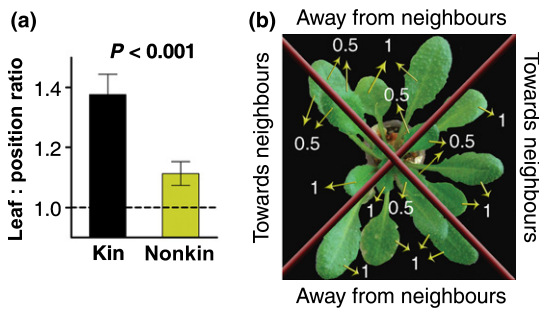 (a)
P < 0.001
Leaf : position ratio
1.4
1.2
1.0
Kin
Nonkin
(b)
Away from neighbours
Towards neighbours
Towards neighbours
0.5
1
0.5
0.5
1
0.5
1
1
0.5
1
1
1
Away from neighbours